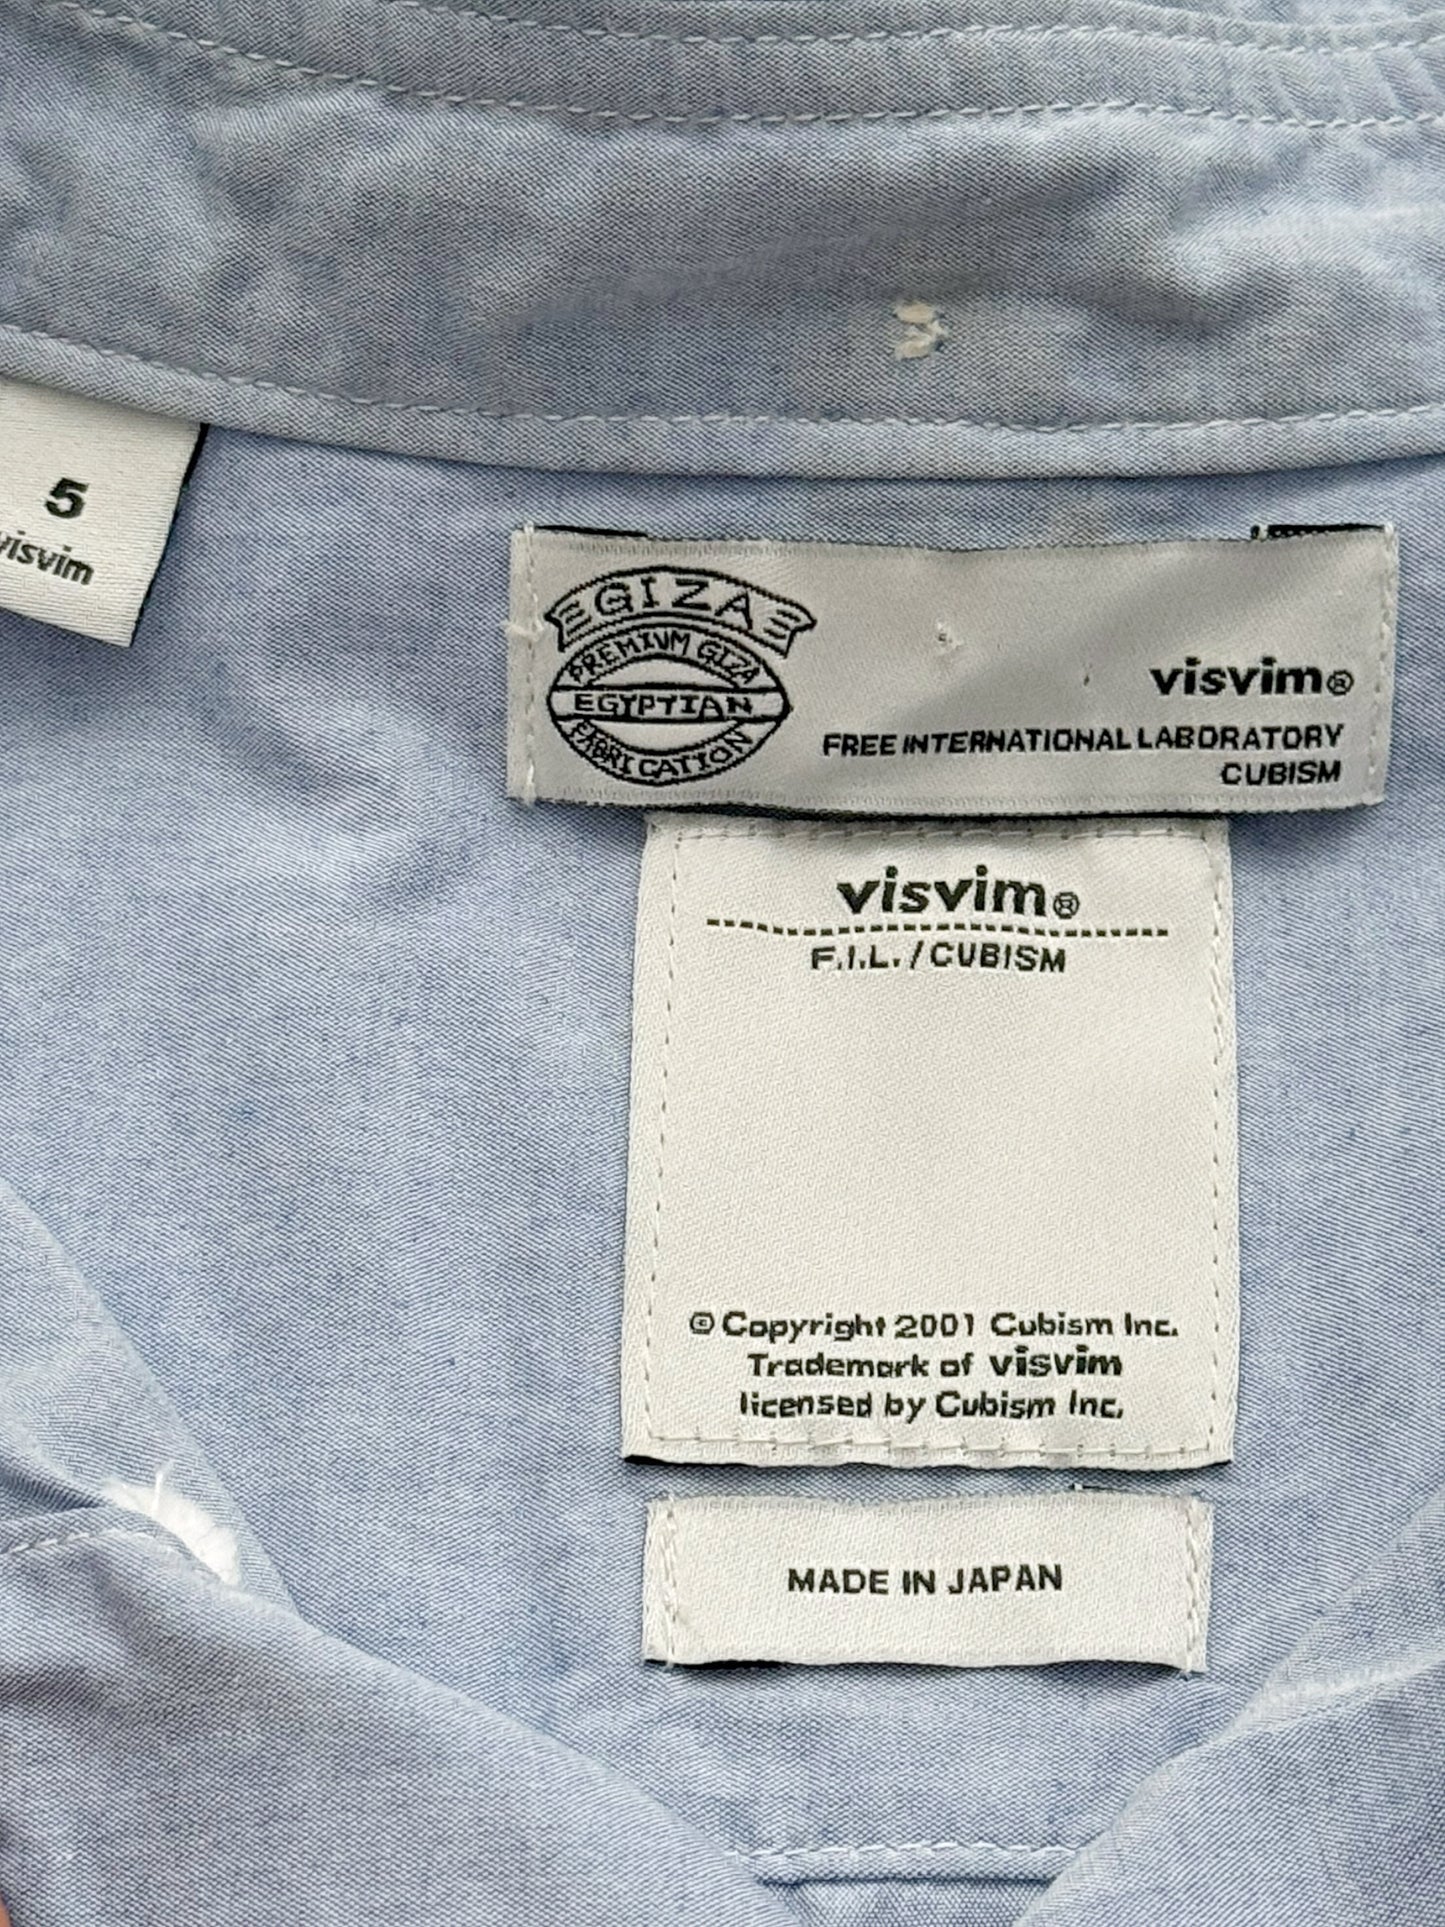 5
visvim
GIZA
PREMIUM GIZA
EGYPTIAN
FABRICATION
visvim®
FREE INTERNATIONAL LABORATORY
CUBISM
visvim®
F.I.L. / CUBISM
© Copyright 2001 Cubism Inc.
Trademark of visvim
licensed by Cubism Inc.
MADE IN JAPAN